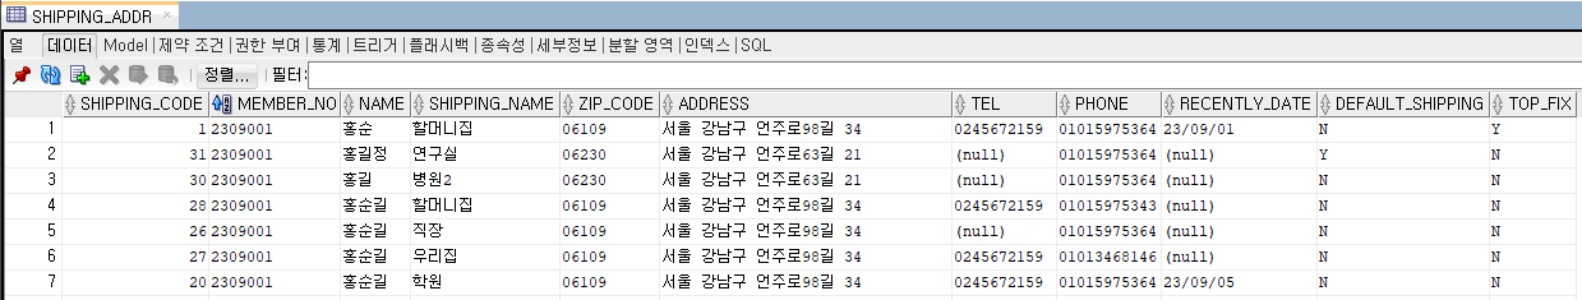 SHIPPING_ADDR ×
열 데이터 Model |제약 조건 |권한 부여 |통계 |트리거 |플래시백 |종속성 |세부정보 |분할 영역 |인덱스 |SQL
정렬... 필터:
SHIPPING_CODE MEMBER_NO NAME SHIPPING_NAME ZIP_CODE ADDRESS TEL PHONE RECENTLY_DATE DEFAULT_SHIPPING TOP_FIX
1 1 2309001 홍순 할머니집 06109 서울 강남구 언주로98길 34 0245672159 01015975364 23/09/01 N Y
2 31 2309001 홍길정 연구실 06230 서울 강남구 언주로63길 21 (null) 01015975364 (null) Y N
3 30 2309001 홍길 병원2 06230 서울 강남구 언주로63길 21 (null) 01015975364 (null) N N
4 28 2309001 홍순길 할머니집 06109 서울 강남구 언주로98길 34 0245672159 01015975343 (null) N N
5 26 2309001 홍순길 직장 06109 서울 강남구 언주로98길 34 (null) 01015975364 (null) N N
6 27 2309001 홍순길 우리집 06109 서울 강남구 언주로98길 34 0245672159 01013468146 (null) N N
7 20 2309001 홍순길 학원 06109 서울 강남구 언주로98길 34 0245672159 01015975364 23/09/05 N N